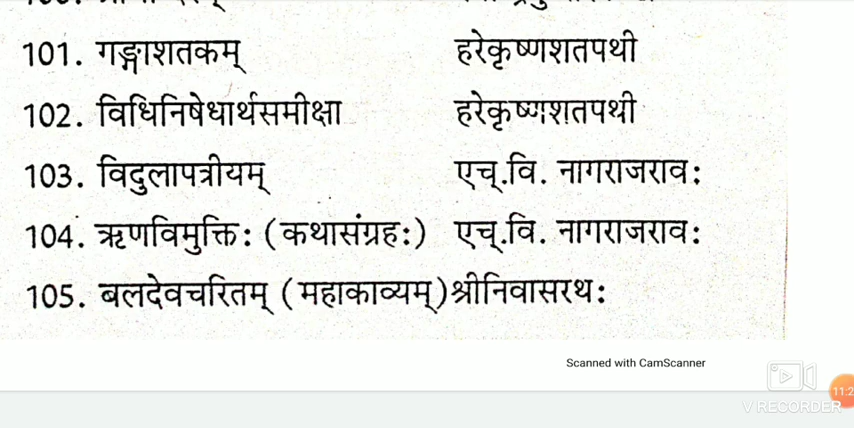 101. गङ्गाशतकम् हरेकृष्णशतपथी
102. विधिनिषेधार्थसमीक्षा हरेकृष्णशतपथी
103. विदुलापत्रीयम् एच्.वि. नागराजराव:
104. ऋणविमुक्ति: (कथासंग्रह:) एच्.वि. नागराजराव:
105. बलदेवचरितम् (महाकाव्यम्)श्रीनिवासरथ:
Scanned with CamScanner
V RECORDER